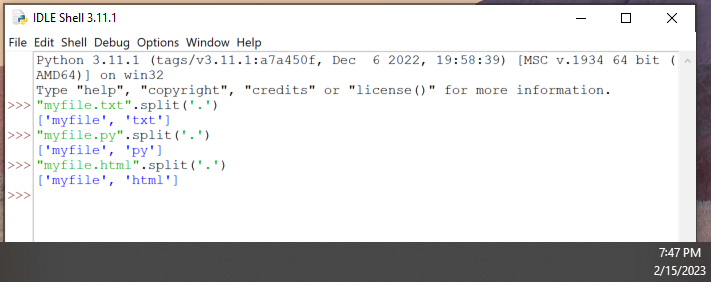 IDLE Shell 3.11.1
File Edit Shell Debug Options Window Help
Python 3.11.1 (tags/v3.11.1:a7a450f, Dec  6 2022, 19:58:39) [MSC v.1934 64 bit (
AMD64)] on win32
Type "help", "copyright", "credits" or "license()" for more information.
>>> "myfile.txt".split('.')
['myfile', 'txt']
>>> "myfile.py".split('.')
['myfile', 'py']
>>> "myfile.html".split('.')
['myfile', 'html']
>>>
7:47 PM
2/15/2023